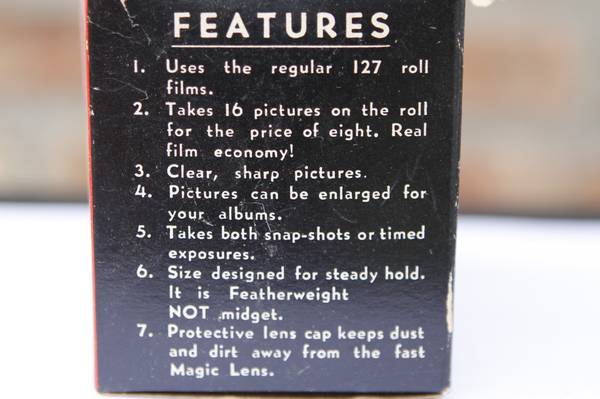 FEATURES
1. Uses the regular 127 roll
films.
2. Takes 16 pictures on the roll
for the price of eight. Real
film economy!
3. Clear, sharp pictures.
4. Pictures can be enlarged for
your albums.
5. Takes both snap-shots or timed
exposures.
6. Size designed for steady hold.
It is Featherweight
NOT midget.
7. Protective lens cap keeps dust
and dirt away from the fast
Magic Lens.